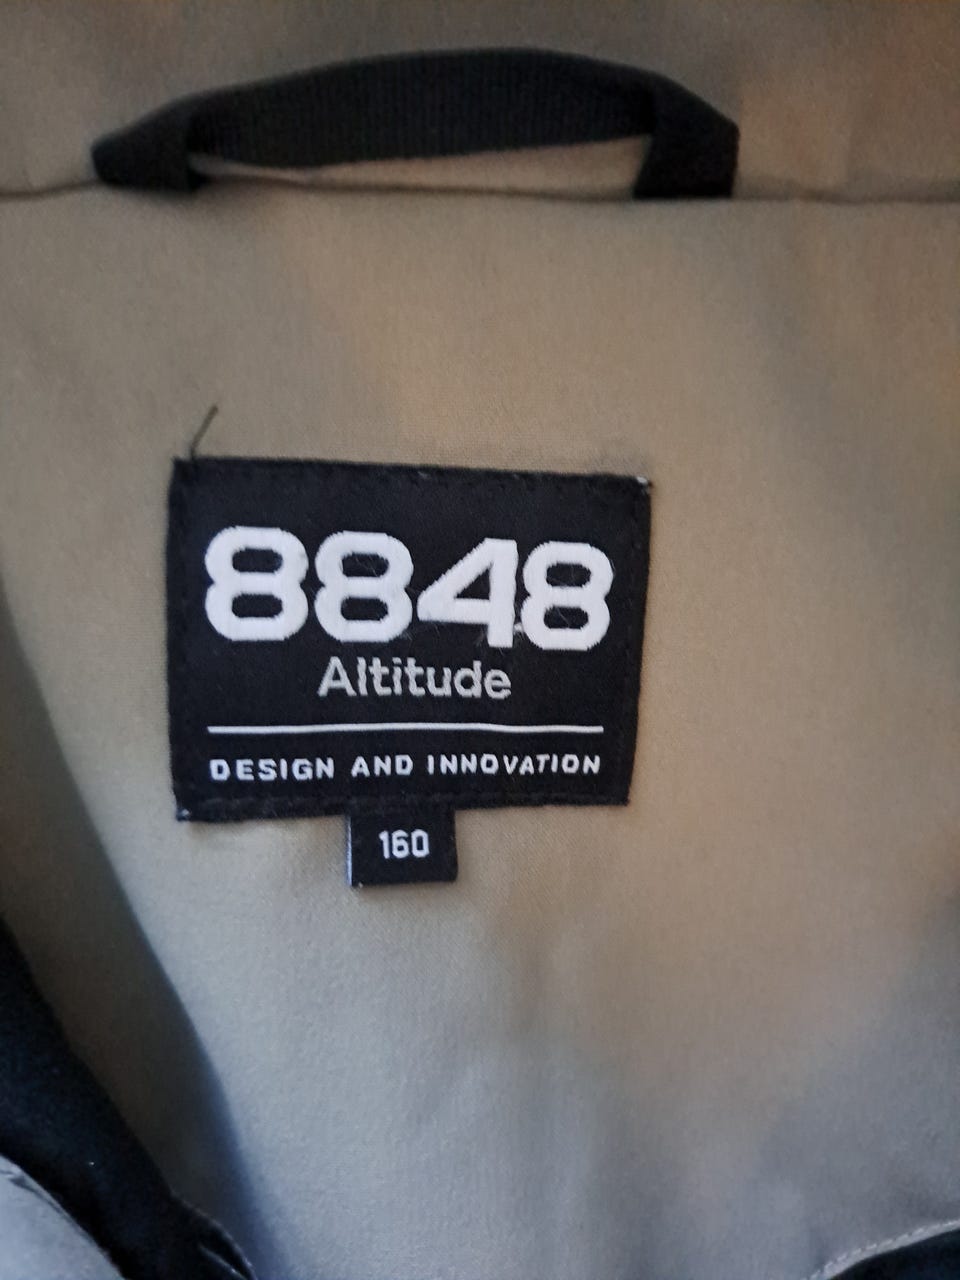 8848
Altitude
DESIGN AND INNOVATION
160